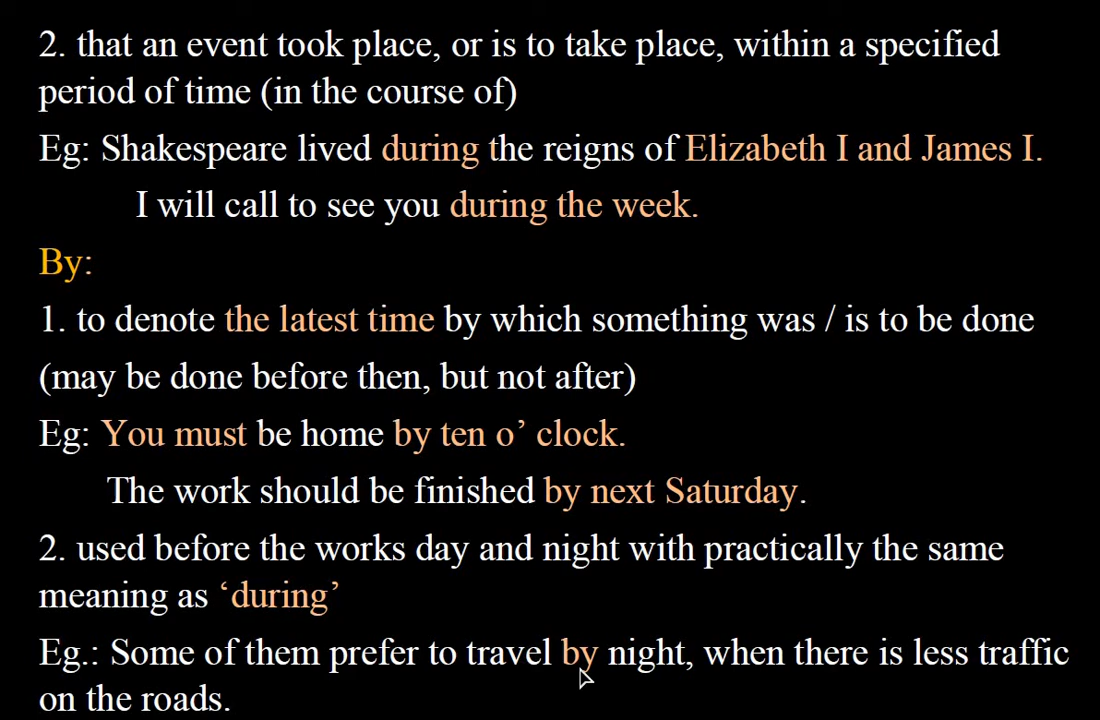 2. that an event took place, or is to take place, within a specified
period of time (in the course of)
Eg: Shakespeare lived during the reigns of Elizabeth I and James I.
I will call to see you during the week.
By:
1. to denote the latest time by which something was / is to be done
(may be done before then, but not after)
Eg: You must be home by ten o’ clock.
The work should be finished by next Saturday.
2. used before the works day and night with practically the same
meaning as ‘during’
Eg.: Some of them prefer to travel by night, when there is less traffic
on the roads.